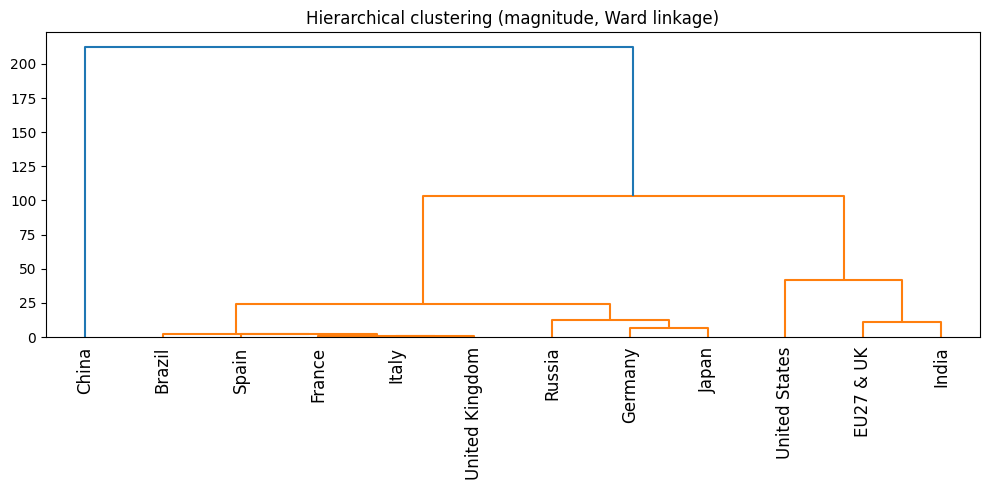 Hierarchical clustering (magnitude, Ward linkage)
200
175
150
125
100
75
50
25
0
China
Brazil
Spain
France
Italy
United Kingdom
Russia
Germany
Japan
United States
EU27 & UK
India